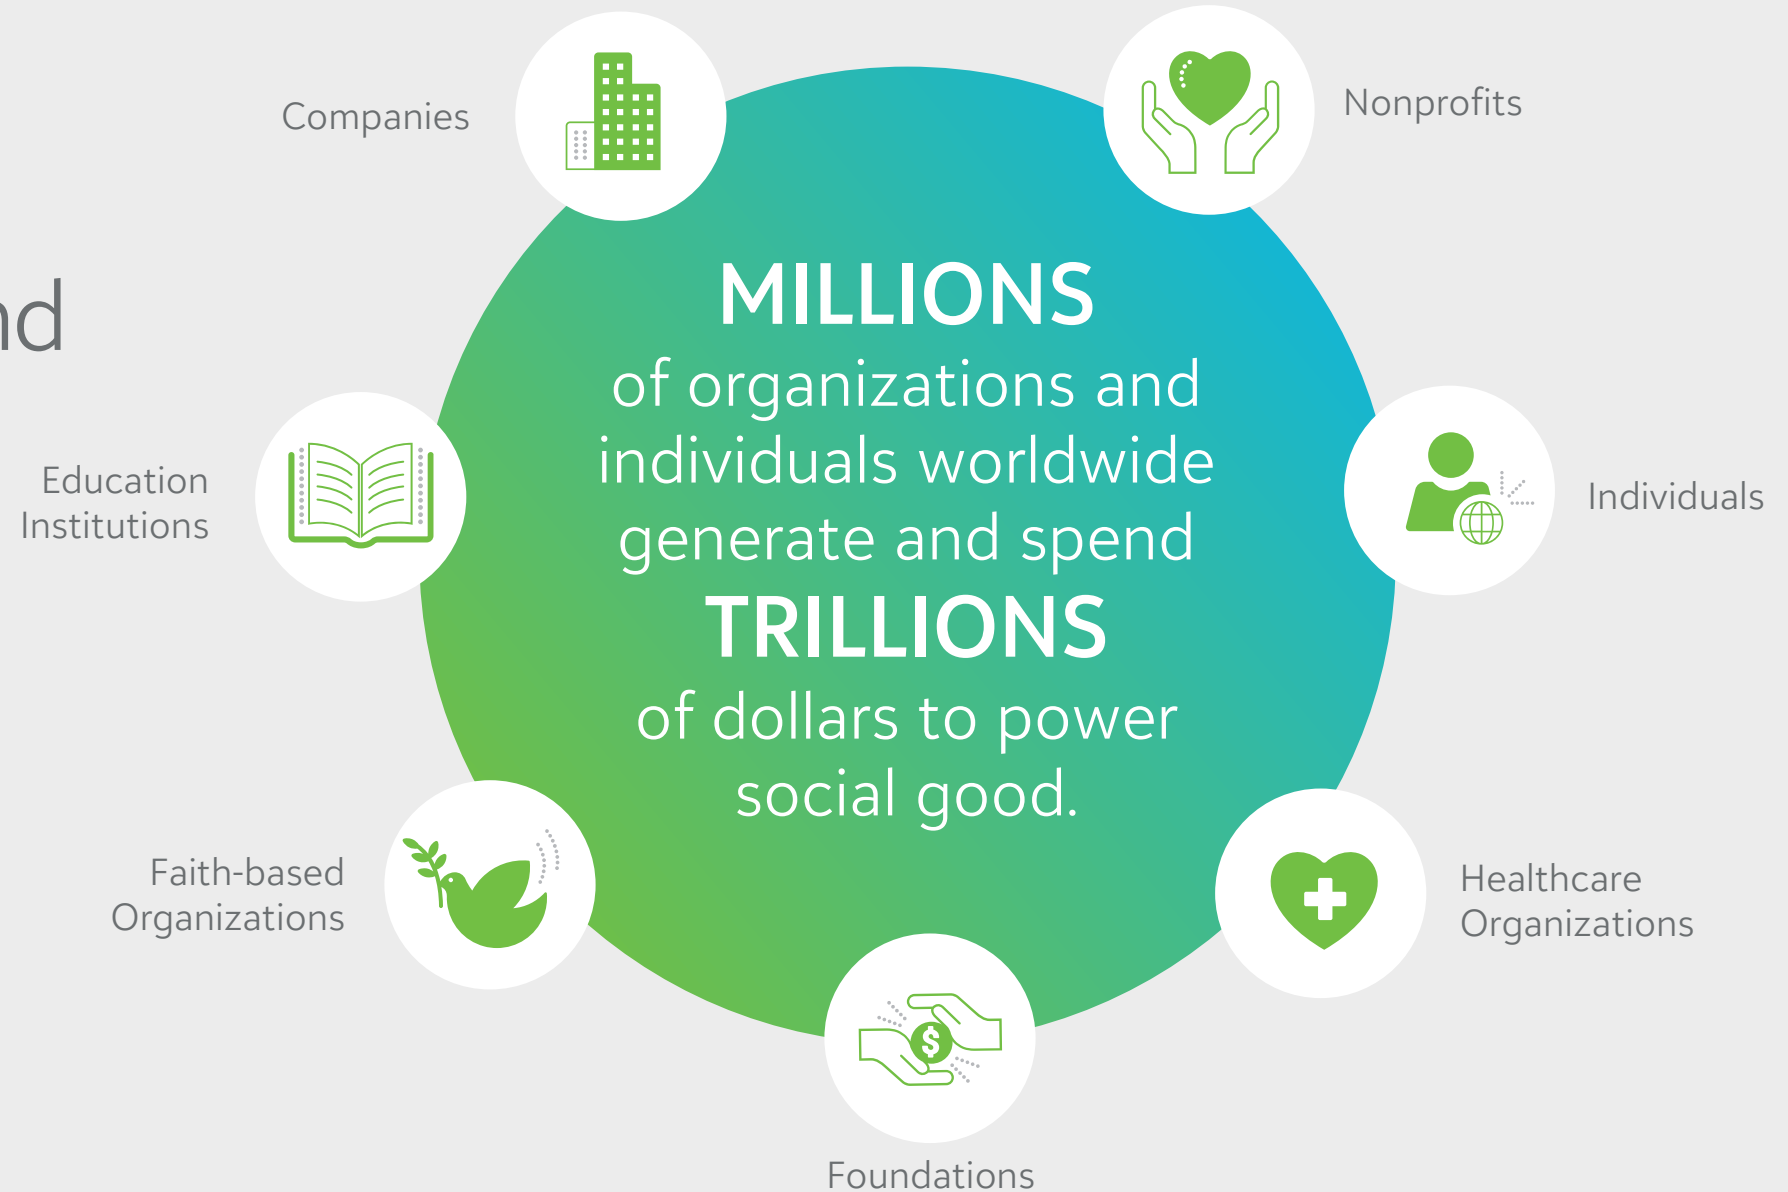 Companies
Nonprofits
MILLIONS
of organizations and
individuals worldwide
generate and spend
TRILLIONS
of dollars to power
social good.
Education
Institutions
Individuals
Faith-based
Organizations
Healthcare
Organizations
$
Foundations